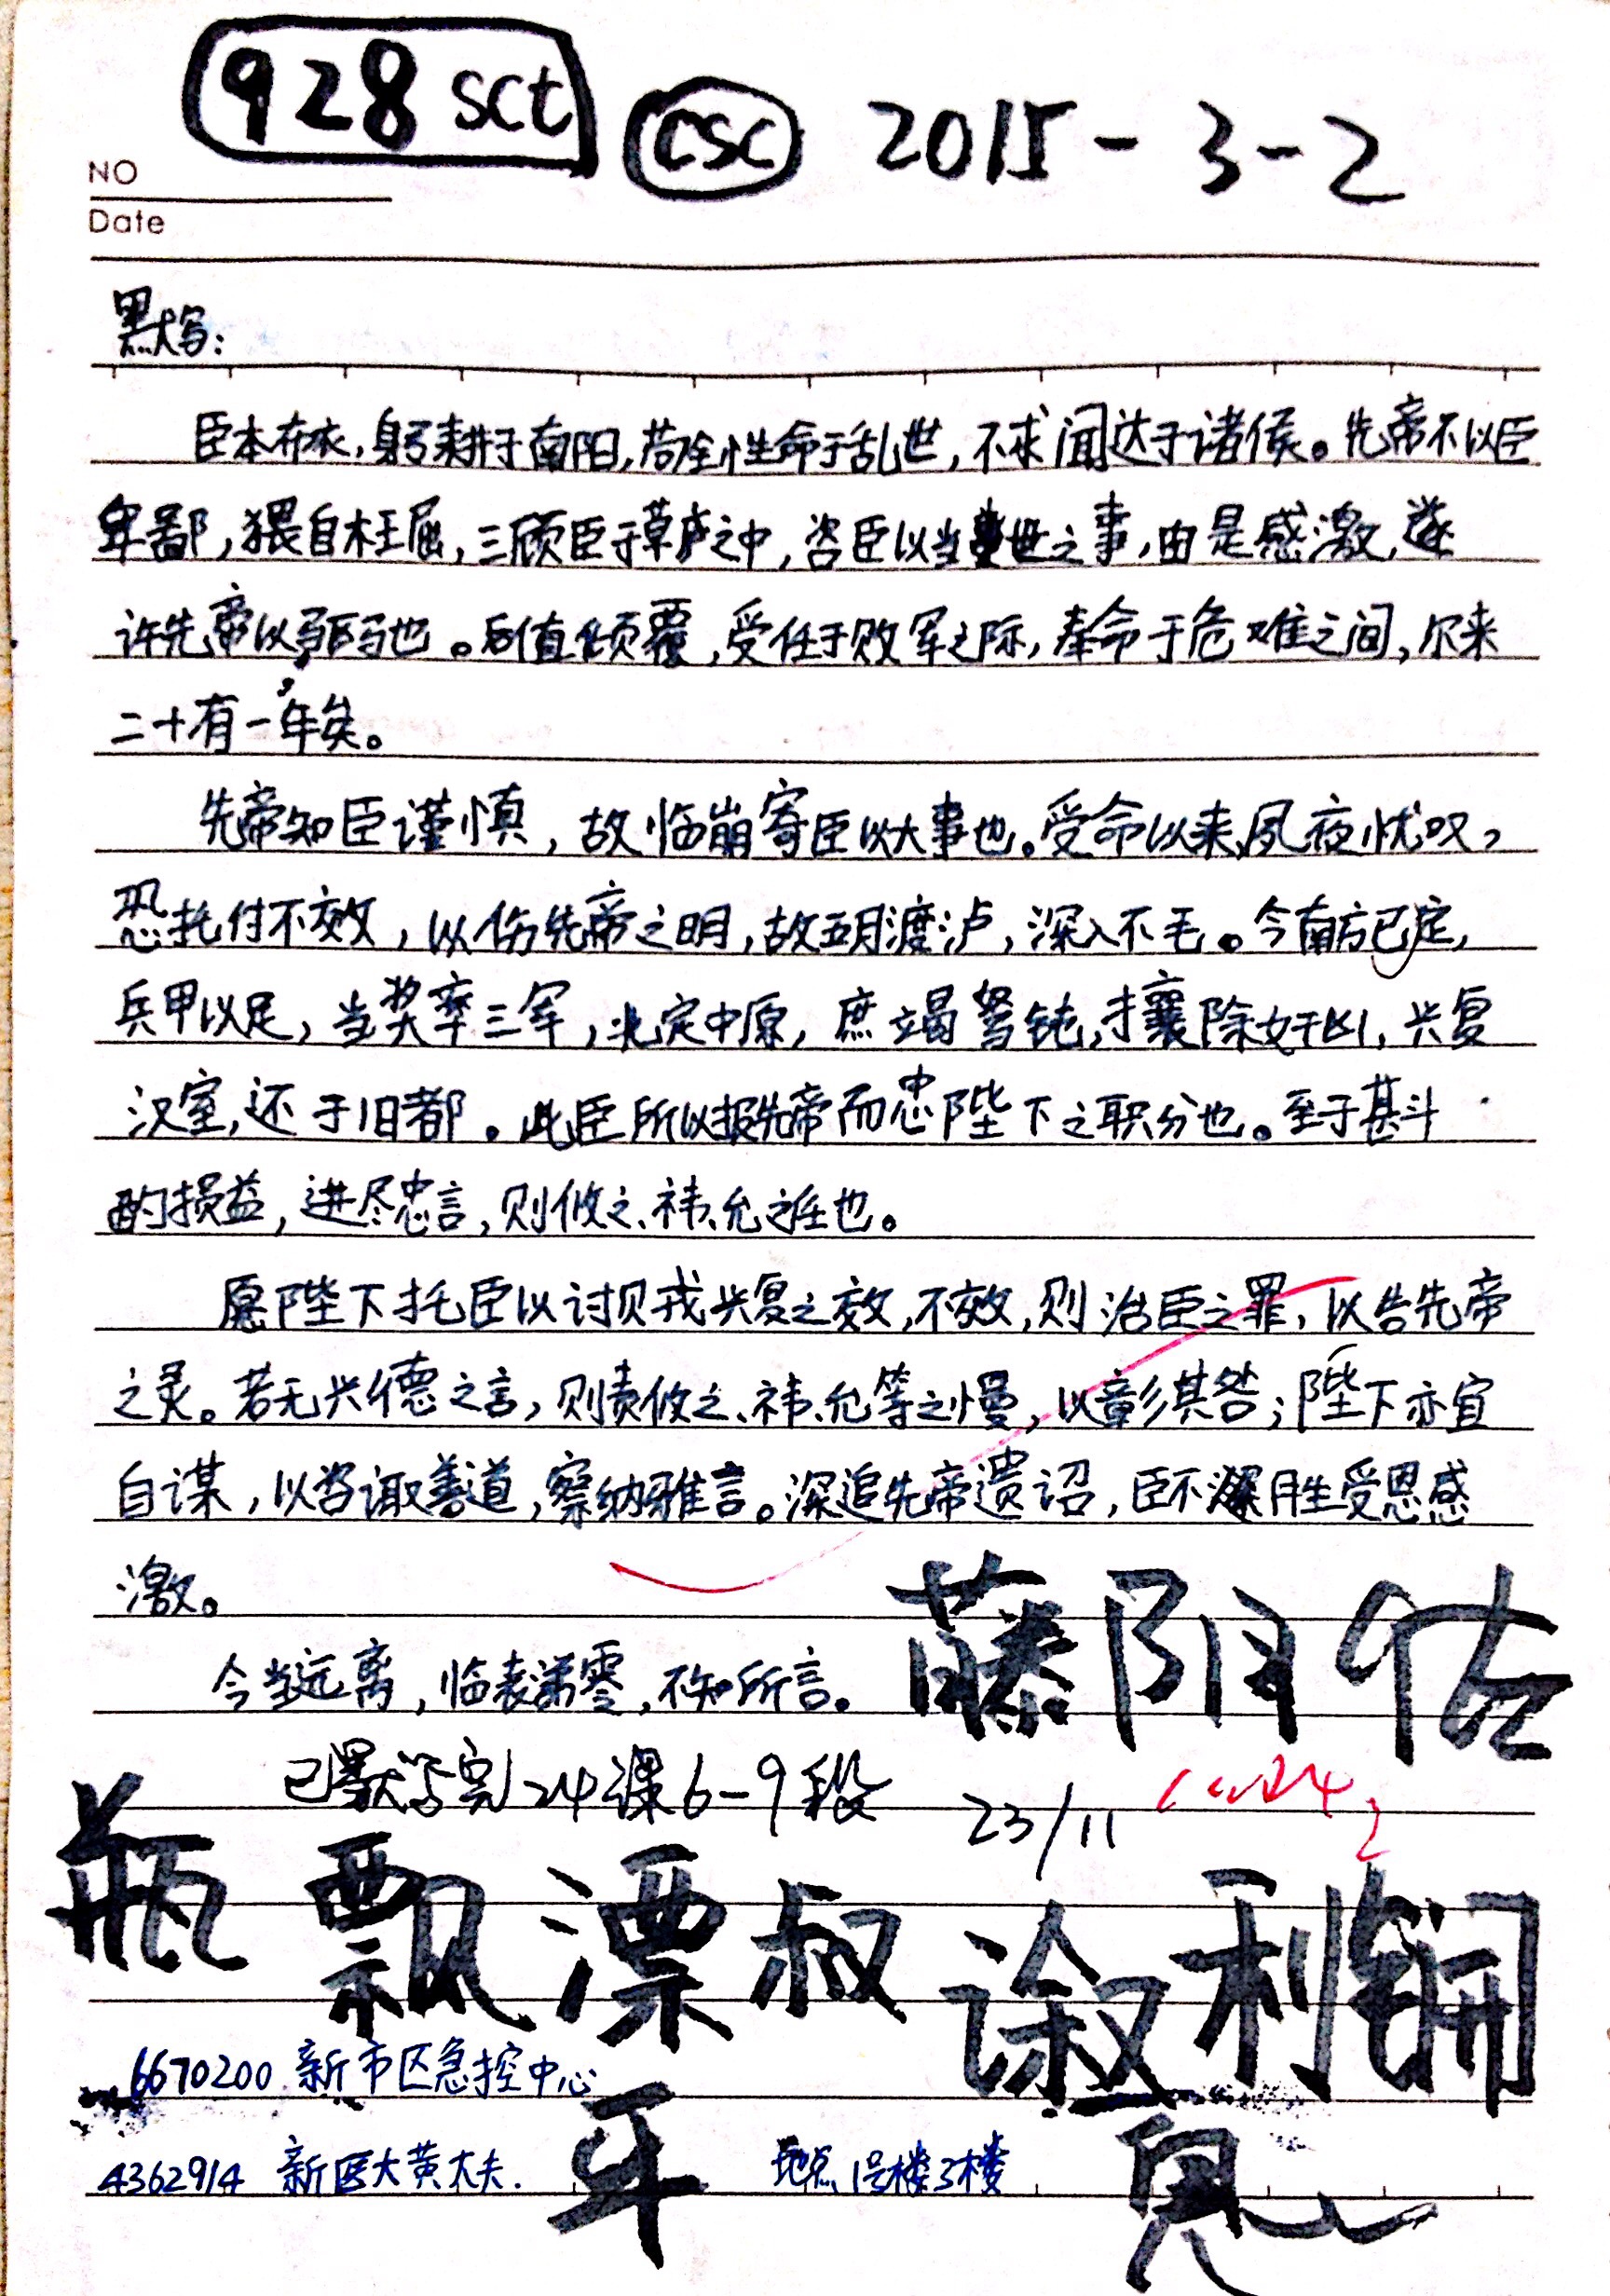 928 sct csc 2015-3-2
NO
Date
默写:
臣本布衣,躬耕于南阳,苟全性命于乱世,不求闻达于诸侯。先帝不以臣
卑鄙,猥自枉屈,三顾臣于草庐之中,咨臣以当世之事,由是感激,遂
许先帝以驱驰也。后值倾覆,受任于败军之际,奉命于危难之间,尔来
二十有一年矣。
先帝知臣谨慎,故临崩寄臣以大事也。受命以来,夙夜忧叹,
恐托付不效,以伤先帝之明,故五月渡泸,深入不毛。今南方已定,
兵甲以足,当奖率三军,北定中原,庶竭驽钝,攘除奸凶,兴复
汉室,还于旧都。此臣所以报先帝而忠陛下之职分也。至于甚斗
酌损益,进尽忠言,则攸之、祎、允之任也。
愿陛下托臣以讨贝戎兴复之效,不效,则治臣之罪,以告先帝
之灵。若无兴德之言,则责攸之、祎、允等之慢,以彰其咎;陛下亦宜
自谋,以咨诹善道,察纳雅言。深追先帝遗诏,臣不胜受恩感
激。
今当远离,临表涕零,不知所言。
藤阴佐
已默写完24课6-9段 23/11
瓶 飘 漂 叔
利
6670200 新市区急控中心
牙
4362914 新医大黄大夫. 地点 1号楼3楼